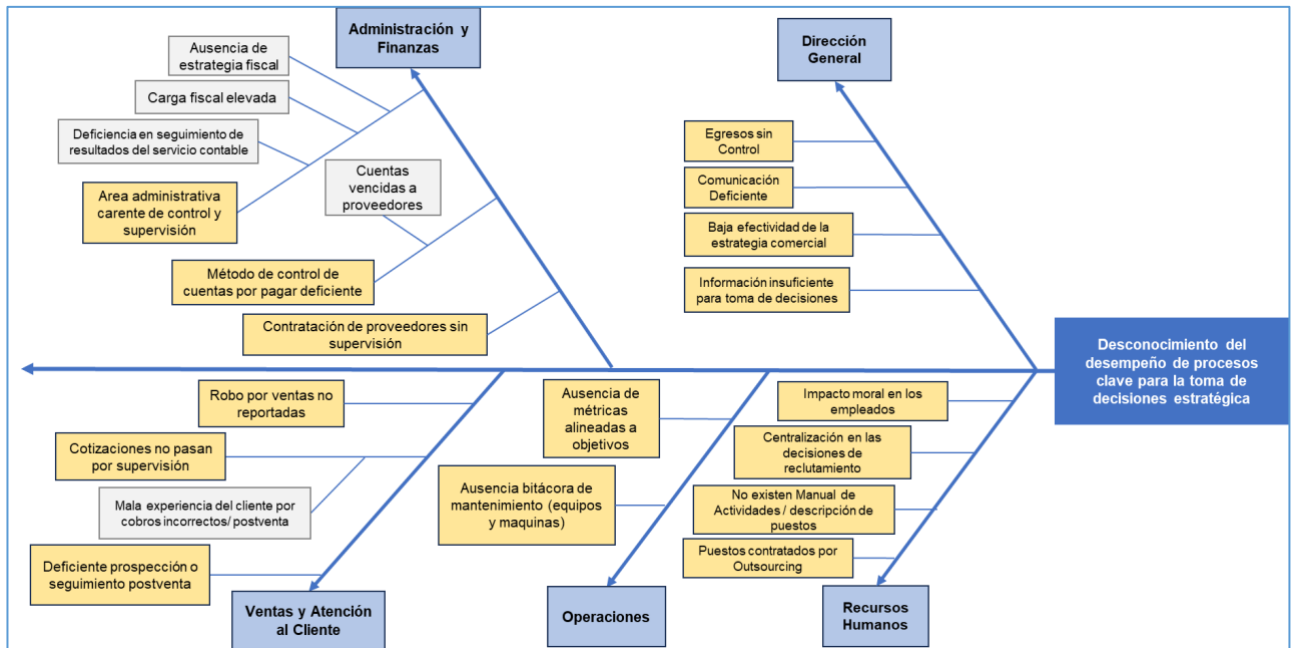 Administración y
Finanzas
Dirección
General
Ausencia de
estrategia fiscal
Carga fiscal elevada
Deficiencia en seguimiento de
resultados del servicio contable
Area administrativa
carente de control y
supervisión
Cuentas
vencidas a
proveedores
Método de control de
cuentas por pagar deficiente
Contratación de proveedores sin
supervisión
Egresos sin
Control
Comunicación
Deficiente
Baja efectividad de la
estrategia comercial
Información insuficiente
para toma de decisiones
Desconocimiento del
desempeño de procesos
clave para la toma de
decisiones estratégica
Robo por ventas no
reportadas
Cotizaciones no pasan
por supervisión
Mala experiencia del cliente por
cobros incorrectos/ postventa
Deficiente prospección o
seguimiento postventa
Ventas y Atención
al Cliente
Ausencia de
métricas
alineadas a
objetivos
Ausencia bitácora de
mantenimiento (equipos
y maquinas)
Operaciones
Impacto moral en los
empleados
Centralización en las
decisiones de
reclutamiento
No existen Manual de
Actividades / descripción de
puestos
Puestos contratados por
Outsourcing
Recursos
Humanos